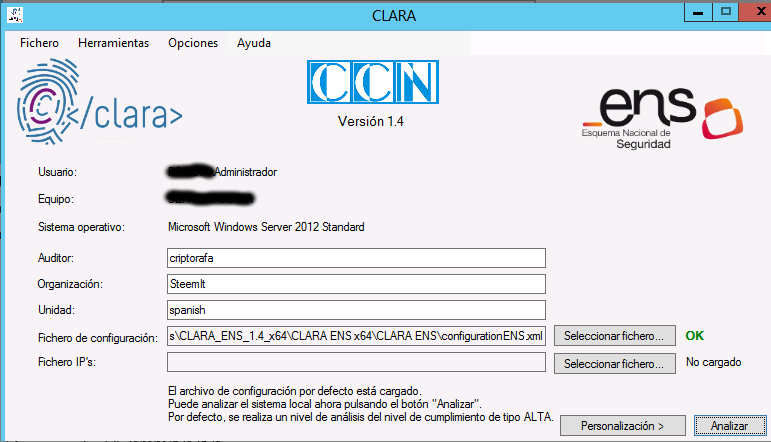 CLARA
Fichero Herramientas Opciones Ayuda
</clara>
CCN
Versión 1.4
ens
Esquema Nacional de
Seguridad
Usuario: Administrador
Equipo:
Sistema operativo: Microsoft Windows Server 2012 Standard
Auditor: criptorafa
Organización: SteemIt
Unidad: spanish
Fichero de configuración: s\CLARA_ENS_1.4_x64\CLARA ENS x64\CLARA ENS\configurationENS.xml Seleccionar fichero... OK
Fichero IP's: Seleccionar fichero... No cargado
El archivo de configuración por defecto está cargado.
Puede analizar el sistema local ahora pulsando el botón "Analizar".
Por defecto, se realiza un nivel de análisis del nivel de cumplimiento de tipo ALTA.
Personalización > Analizar